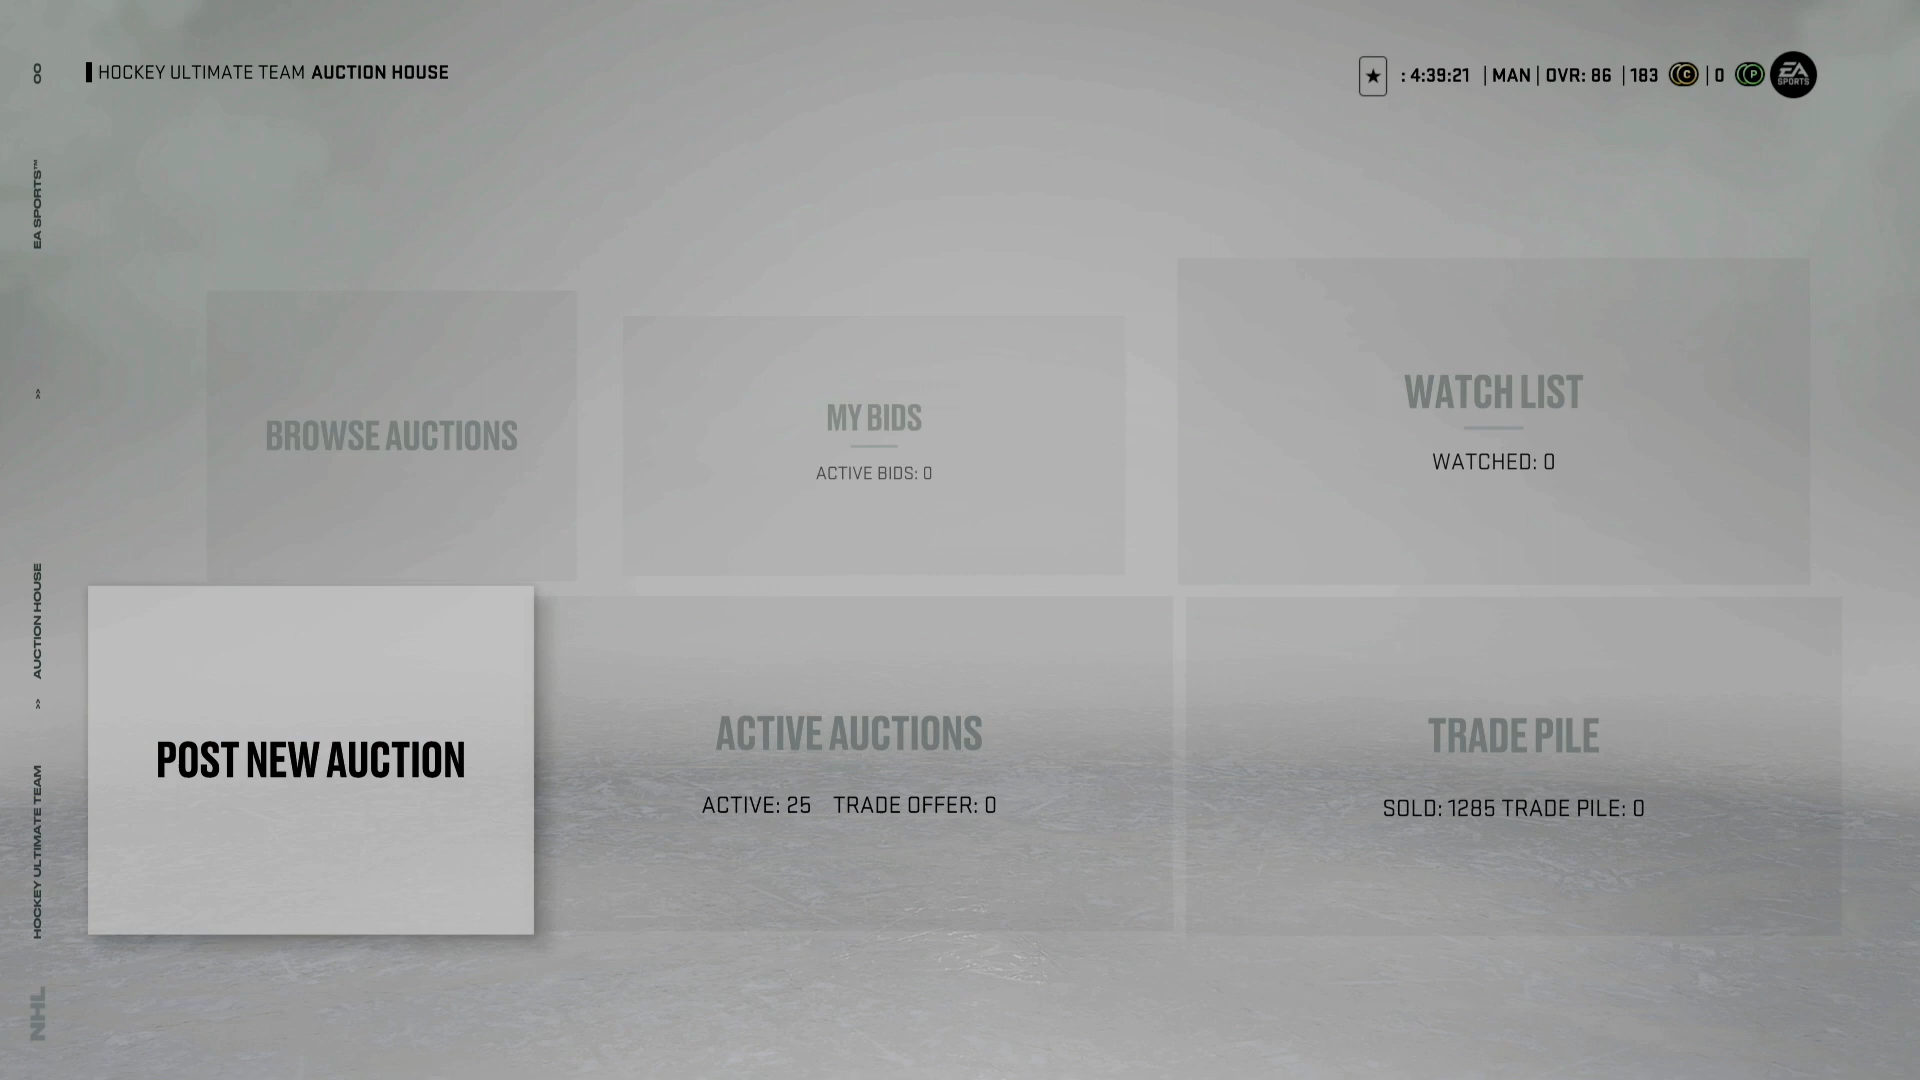 HOCKEY ULTIMATE TEAM AUCTION HOUSE
: 4:39:21 | MAN | OVR: 86 | 183 C | 0 P EA SPORTS
EA SPORTS™
BROWSE AUCTIONS
MY BIDS
ACTIVE BIDS: 0
WATCH LIST
WATCHED: 0
POST NEW AUCTION
ACTIVE AUCTIONS
ACTIVE: 25 TRADE OFFER: 0
TRADE PILE
SOLD: 1285 TRADE PILE: 0
NHL HOCKEY ULTIMATE TEAM >> AUCTION HOUSE >>